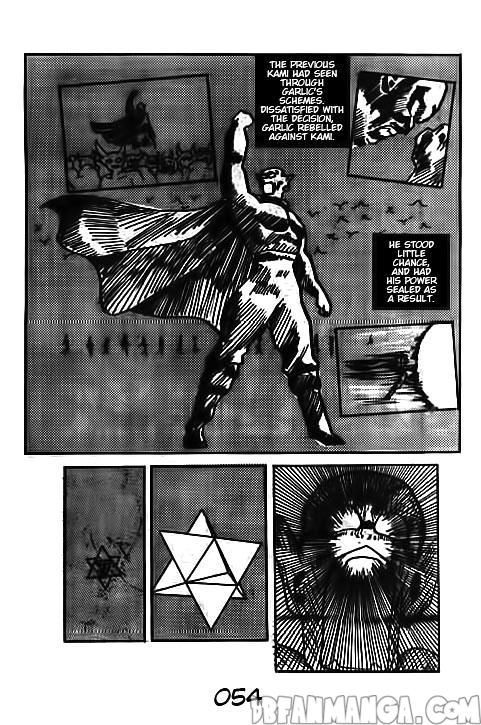 THE PREVIOUS
KAMI HAD SEEN
THROUGH
GARLIC'S
SCHEMES.
DISSATISFIED WITH
THE DECISION,
GARLIC REBELLED
AGAINST KAMI.
HE STOOD
LITTLE
CHANCE,
AND HAD
HIS POWER
SEALED AS
A RESULT.
054
DBFANMANGA.COM